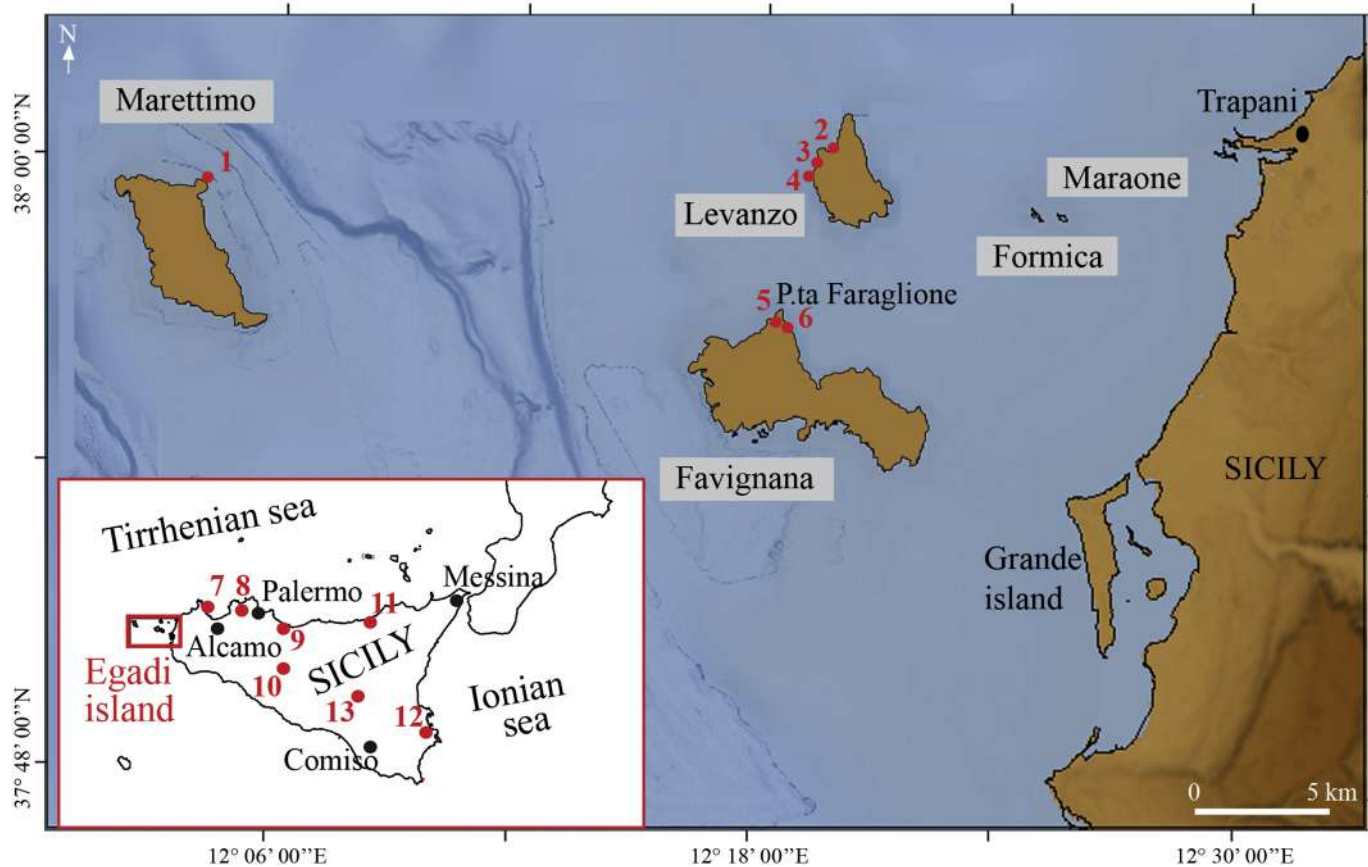 N
Marettimo
1
38° 00’ 00’’N
2
3
4
Levanzo
Trapani
Maraone
Formica
5
P.ta Faraglione
6
Favignana
SICILY
Grande
island
Tirrhenian sea
7
8
Palermo
Messina
11
Alcamo
9
Egadi
island
10
SICILY
13
12
Ionian
sea
Comiso
37° 48’ 00’’N
0
5 km
12° 06’ 00’’E
12° 18’ 00’’E
12° 30’ 00’’E